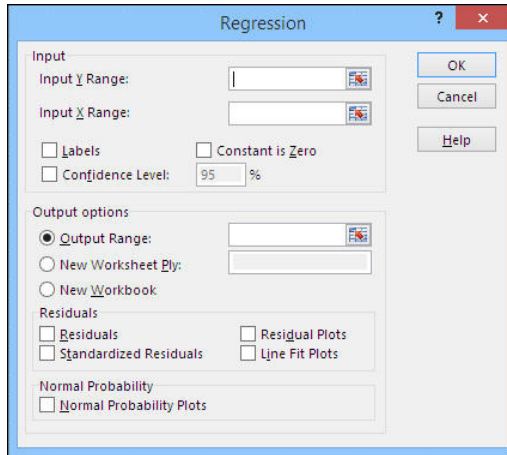 Regression
?
×
Input
Input Y Range:
Input X Range:
Labels
Constant is Zero
Confidence Level:
95
%
OK
Cancel
Help
Output options
Output Range:
New Worksheet Ply:
New Workbook
Residuals
Residuals
Residual Plots
Standardized Residuals
Line Fit Plots
Normal Probability
Normal Probability Plots